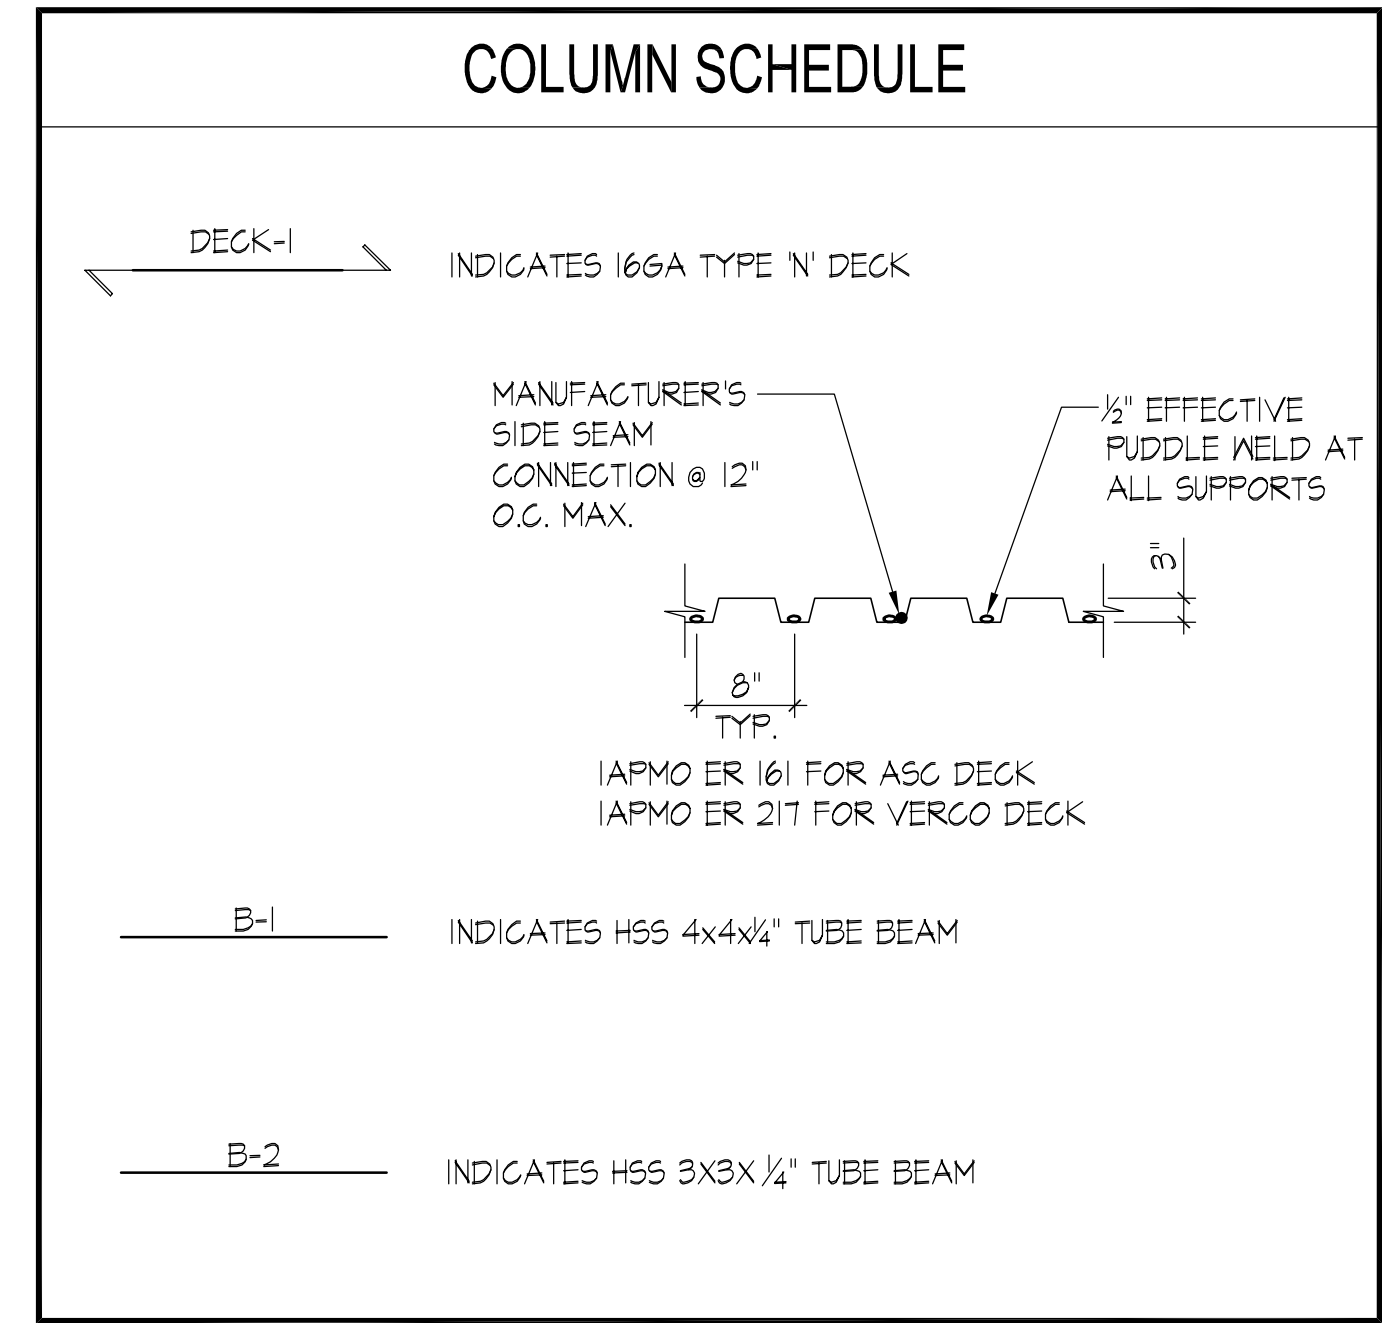 COLUMN SCHEDULE
DECK-1
INDICATES 16GA TYPE 'N' DECK
MANUFACTURER'S
SIDE SEAM
CONNECTION @ 12"
O.C. MAX.
½" EFFECTIVE
PUDDLE WELD AT
ALL SUPPORTS
3"
8"
TYP.
IAPMO ER 161 FOR ASC DECK
IAPMO ER 217 FOR VERCO DECK
B-1
INDICATES HSS 4x4x¼" TUBE BEAM
B-2
INDICATES HSS 3X3X ¼" TUBE BEAM